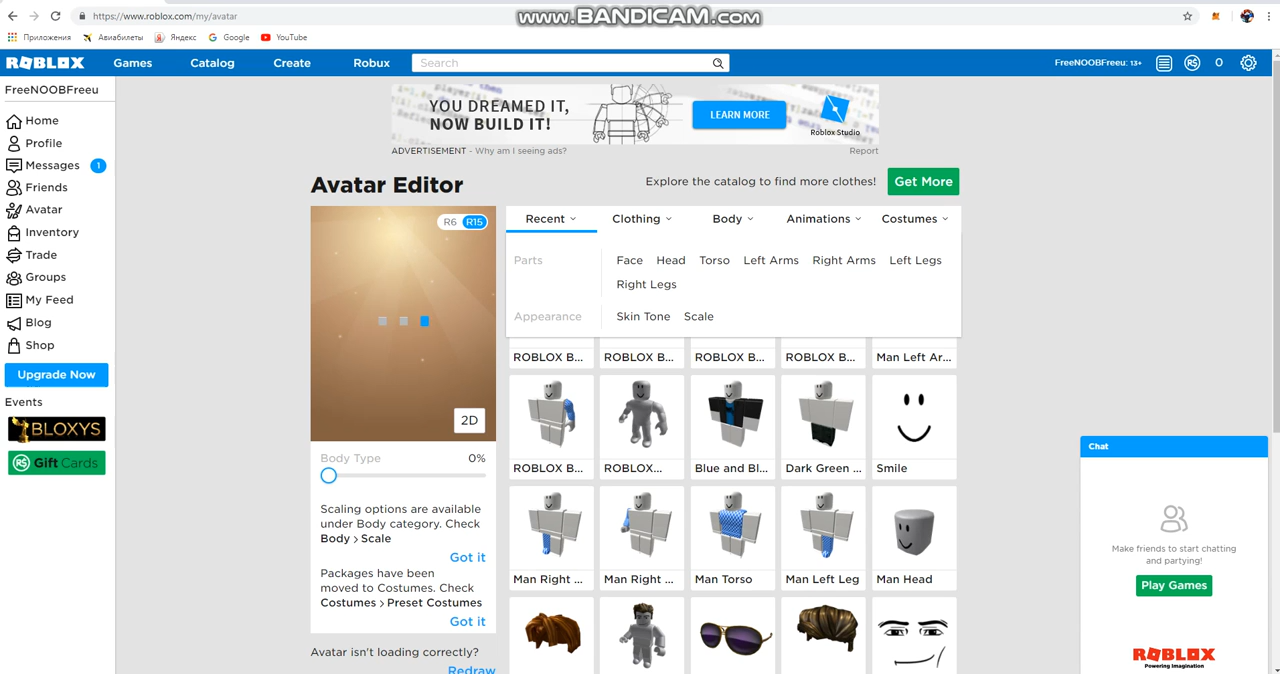 https://www.roblox.com/my/avatar
www.BANDICAM.com
Приложения Авиабилеты Яндекс Google YouTube
ROBLOX Games Catalog Create Robux Search FreeNOOBFreeu: 13+ 0
FreeNOOBFreeu
Home
Profile
Messages 1
Friends
Avatar
Inventory
Trade
Groups
My Feed
Blog
Shop
Upgrade Now
Events
BLOXYS
Gift Cards
YOU DREAMED IT,
NOW BUILD IT!
LEARN MORE
Roblox Studio
ADVERTISEMENT - Why am I seeing ads? Report
Avatar Editor
Explore the catalog to find more clothes! Get More
R6 R15
2D
Body Type 0%
Scaling options are available
under Body category. Check
Body > Scale
Got it
Packages have been
moved to Costumes. Check
Costumes > Preset Costumes
Got it
Avatar isn't loading correctly?
Redraw
Recent Clothing Body Animations Costumes
Parts Face Head Torso Left Arms Right Arms Left Legs
Right Legs
Appearance Skin Tone Scale
ROBLOX B... ROBLOX B... ROBLOX B... ROBLOX B... Man Left Ar...
ROBLOX B... ROBLOX... Blue and Bl... Dark Green ... Smile
Man Right ... Man Right ... Man Torso Man Left Leg Man Head
Chat
Make friends to start chatting
and partying!
Play Games
ROBLOX
Powering Imagination